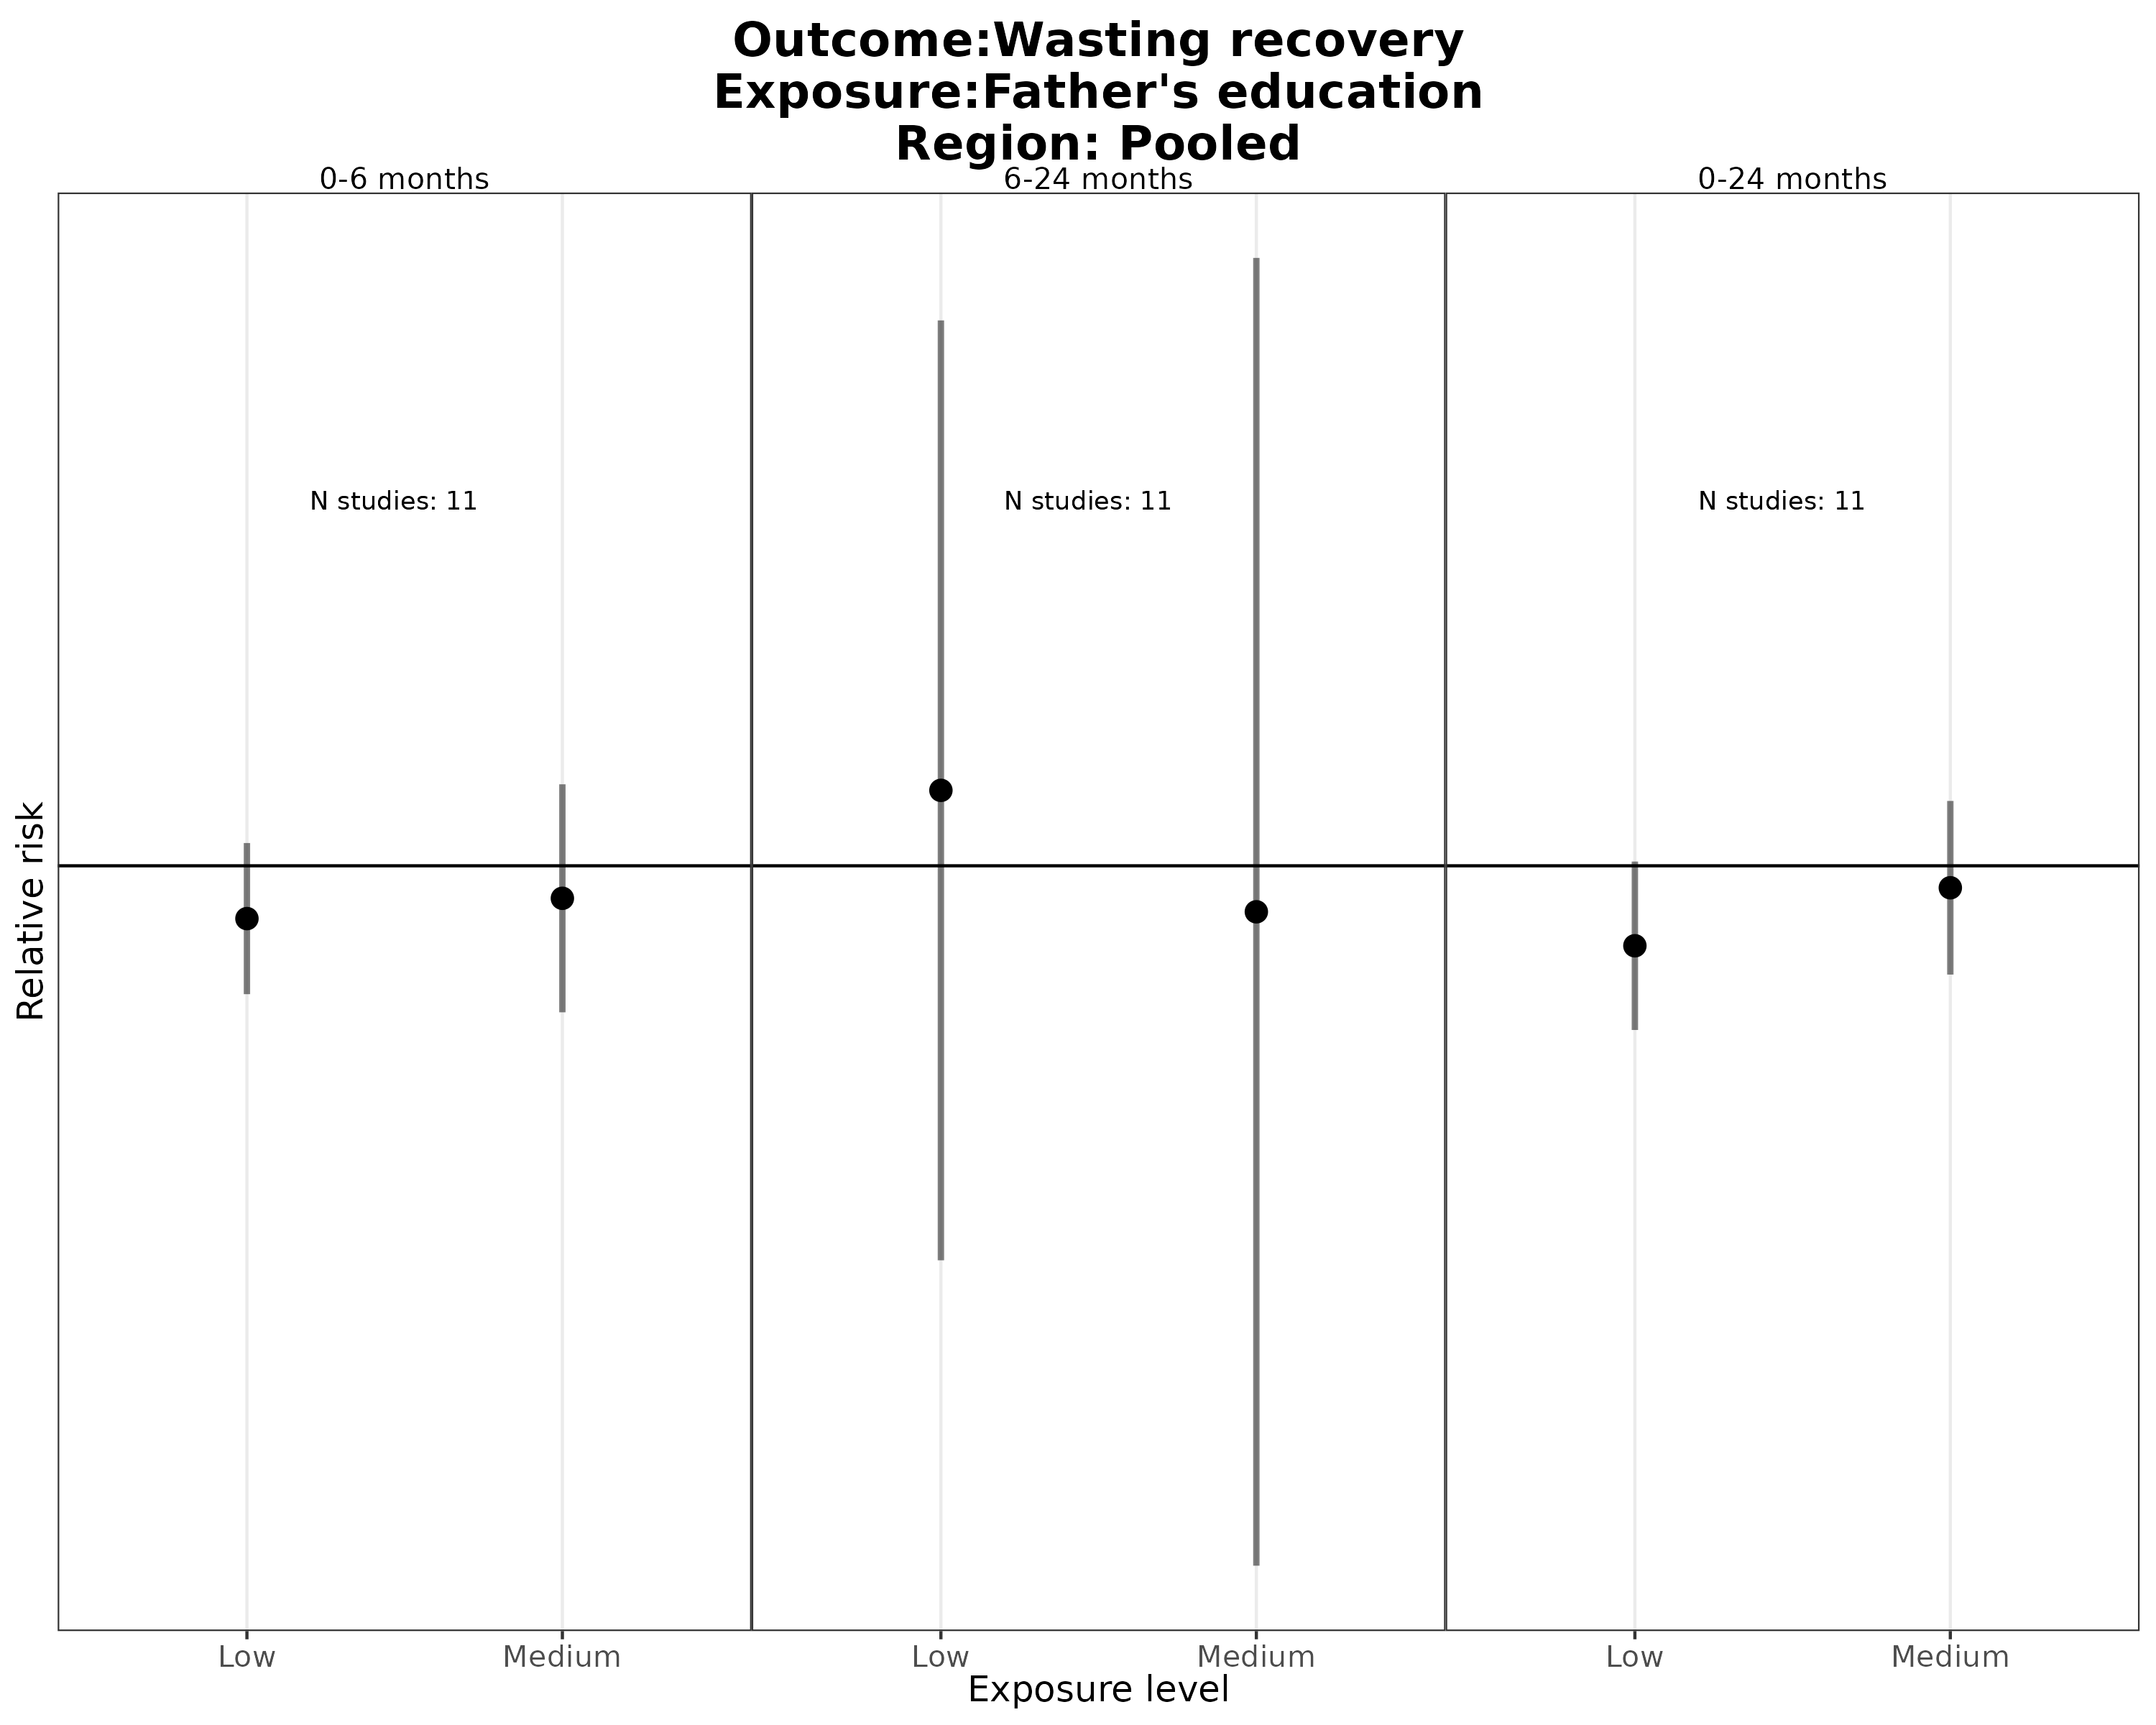 Outcome:Wasting recovery
Exposure:Father's education
Region: Pooled
0-6 months
6-24 months
0-24 months
N studies: 11
N studies: 11
N studies: 11
Relative risk
Low
Medium
Low
Medium
Low
Medium
Exposure level